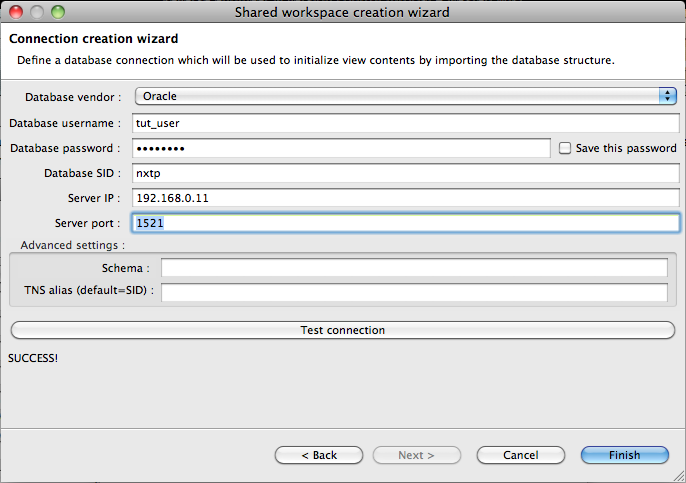 Shared workspace creation wizard
Connection creation wizard
Define a database connection which will be used to initialize view contents by importing the database structure.
Database vendor : Oracle
Database username : tut_user
Database password : •••••••• Save this password
Database SID : nxtp
Server IP : 192.168.0.11
Server port : 1521
Advanced settings :
Schema :
TNS alias (default=SID) :
Test connection
SUCCESS!
< Back Next > Cancel Finish